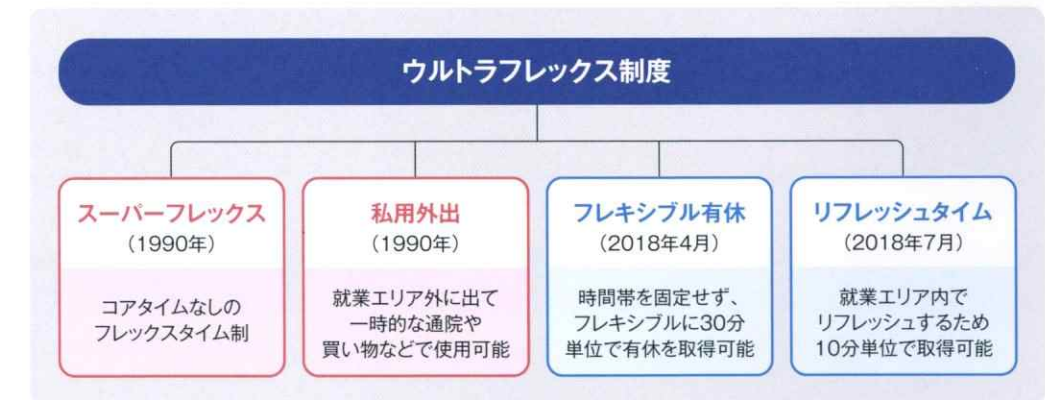 ウルトラフレックス制度
スーパーフレックス
（1990年）
コアタイムなしの
フレックスタイム制
私用外出
（1990年）
就業エリア外に出て
一時的な通院や
買い物などで使用可能
フレキシブル有休
（2018年4月）
時間帯を固定せず、
フレキシブルに30分
単位で有休を取得可能
リフレッシュタイム
（2018年7月）
就業エリア内で
リフレッシュするため
10分単位で取得可能